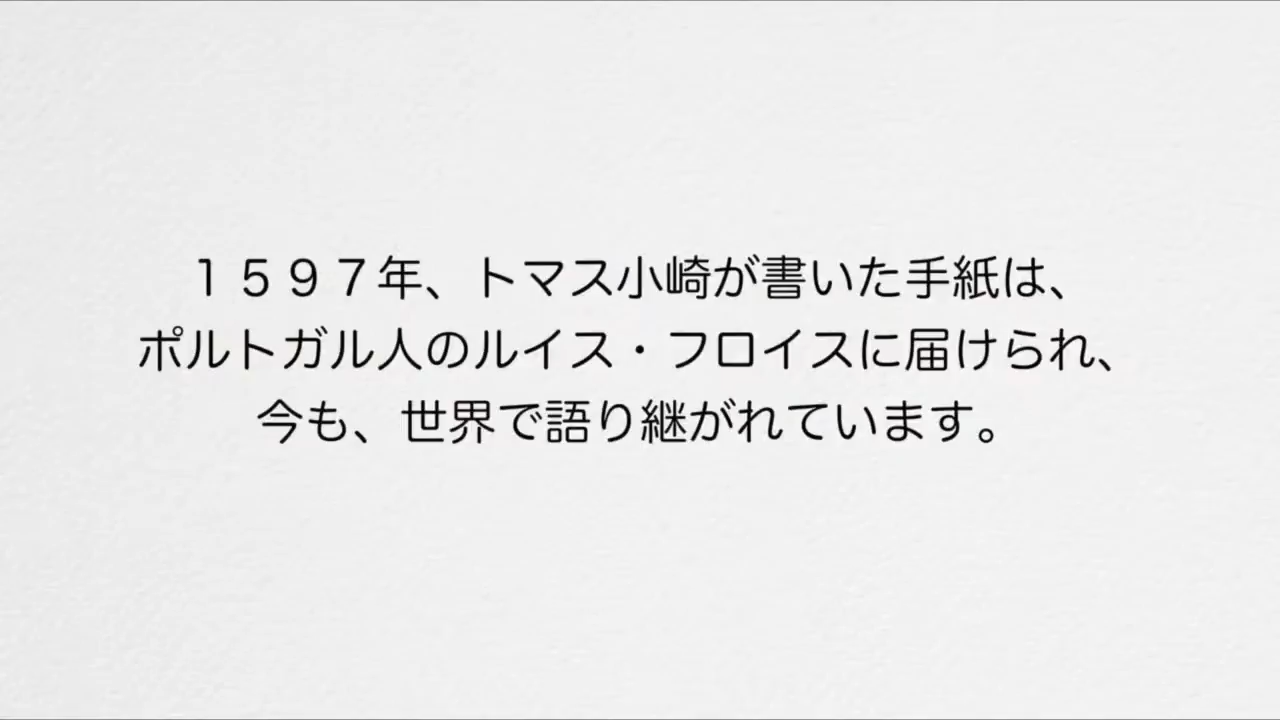 １５９７年、トマス小崎が書いた手紙は、
ポルトガル人のルイス・フロイスに届けられ、
今も、世界で語り継がれています。